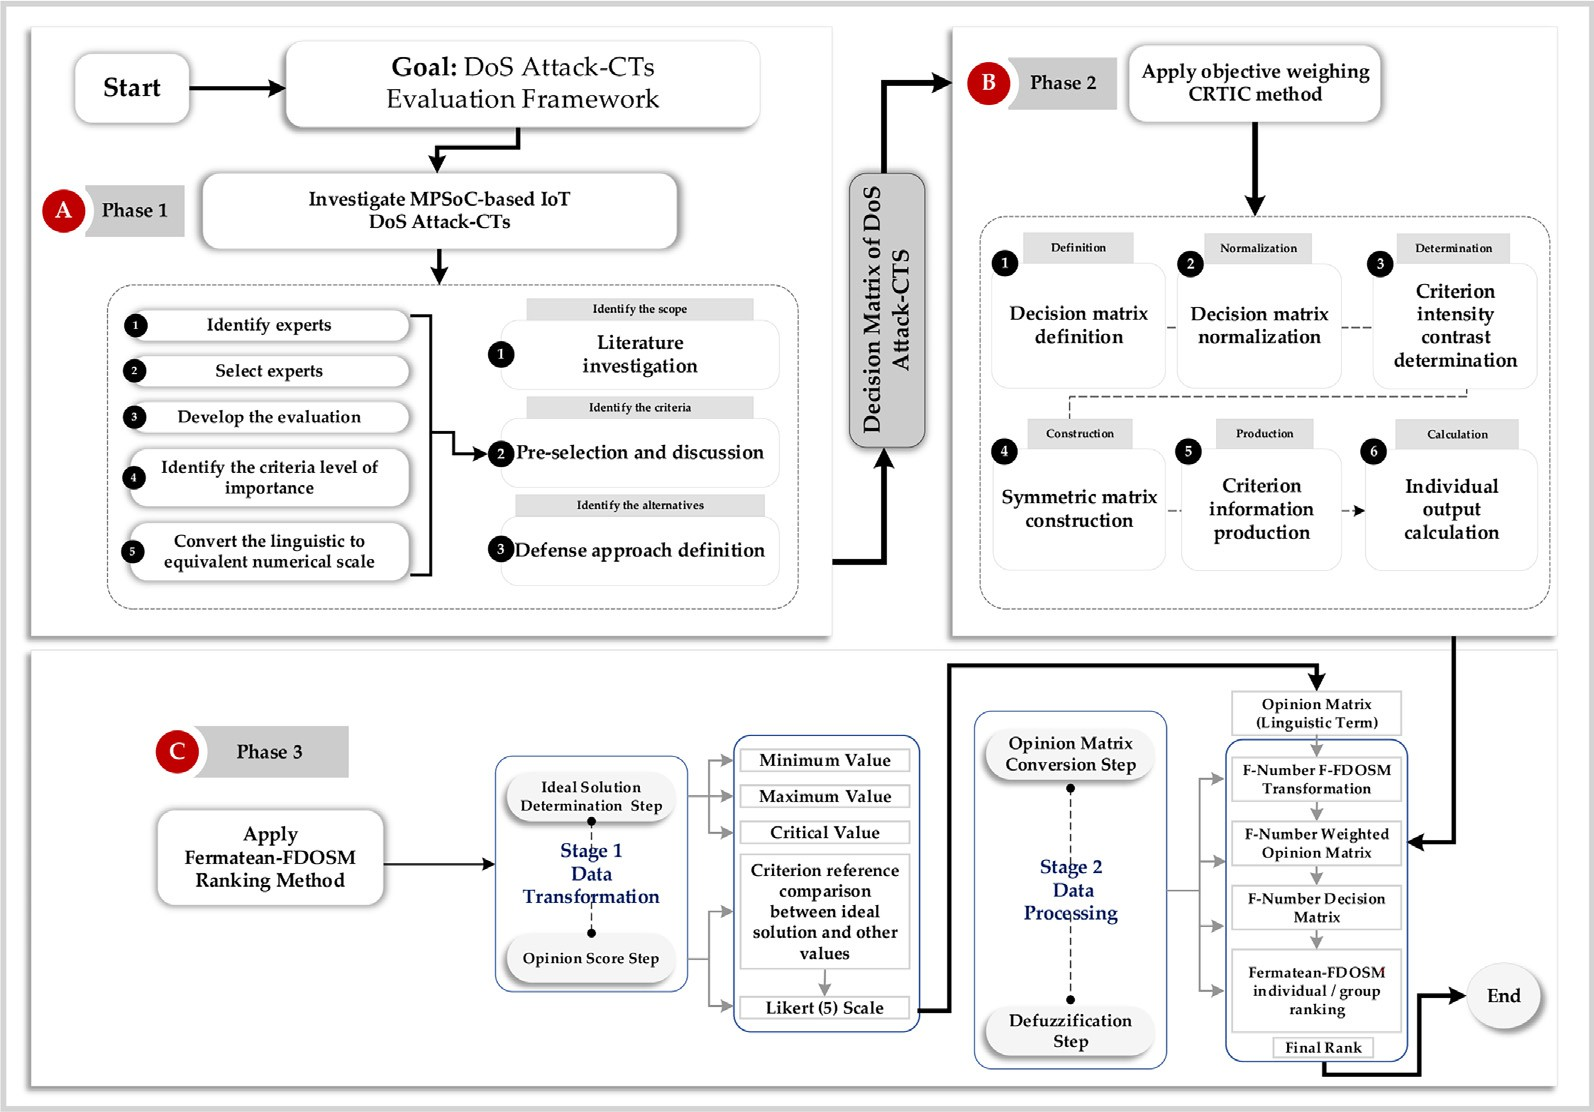 Start
Goal: DoS Attack-CTs
Evaluation Framework
A
Phase 1
Investigate MPSoC-based IoT
DoS Attack-CTs
1
Identify experts
2
Select experts
3
Develop the evaluation
4
Identify the criteria level of
importance
5
Convert the linguistic to
equivalent numerical scale
Identify the scope
1
Literature
investigation
Identify the criteria
2
Pre-selection and discussion
Identify the alternatives
3
Defense approach definition
Decision Matrix of DoS
Attack-CTS
B
Phase 2
Apply objective weighing
CRTIC method
Definition
1
Decision matrix
definition
Normalization
2
Decision matrix
normalization
Determination
3
Criterion
intensity
contrast
determination
Construction
4
Symmetric matrix
construction
Production
5
Criterion
information
production
Calculation
6
Individual
output
calculation
C
Phase 3
Apply
Fermatean-FDOSM
Ranking Method
Ideal Solution
Determination Step
Stage 1
Data
Transformation
Opinion Score Step
Minimum Value
Maximum Value
Critical Value
Criterion reference
comparison
between ideal
solution and other
values
Likert (5) Scale
Opinion Matrix
Conversion Step
Stage 2
Data
Processing
Defuzzification
Step
Opinion Matrix
(Linguistic Term)
F-Number F-FDOSM
Transformation
F-Number Weighted
Opinion Matrix
F-Number Decision
Matrix
Fermatean-FDOSM
individual / group
ranking
Final Rank
End